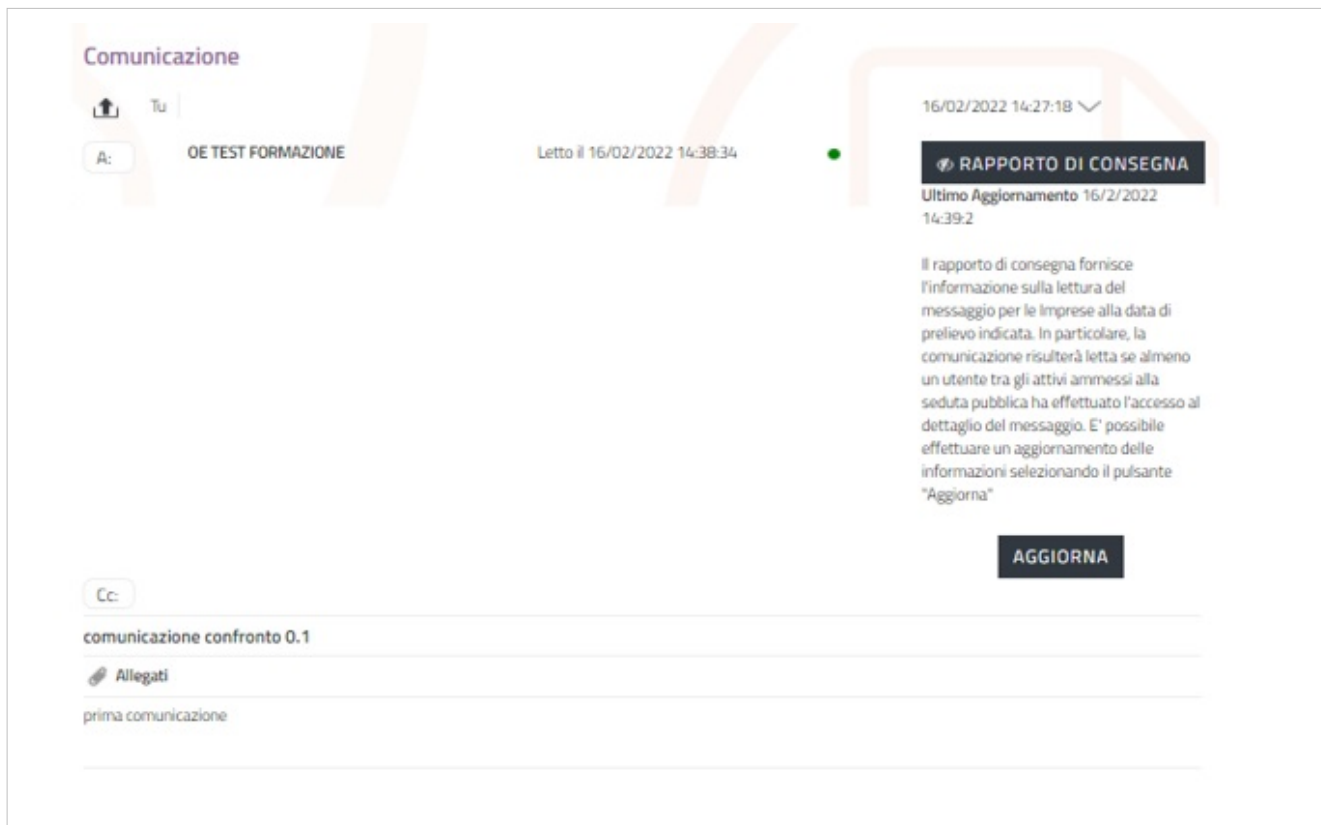 Comunicazione
Tu
16/02/2022 14:27:18
A:
OE TEST FORMAZIONE
Letto il 16/02/2022 14:38:34
RAPPORTO DI CONSEGNA
Ultimo Aggiornamento 16/2/2022
14:39:2
Il rapporto di consegna fornisce
l'informazione sulla lettura del
messaggio per le Imprese alla data di
prelievo indicata. In particolare, la
comunicazione risulterà letta se almeno
un utente tra gli attivi ammessi alla
seduta pubblica ha effettuato l'accesso al
dettaglio del messaggio. E' possibile
effettuare un aggiornamento delle
informazioni selezionando il pulsante
"Aggiorna"
AGGIORNA
Cc:
comunicazione confronto 0.1
Allegati
prima comunicazione